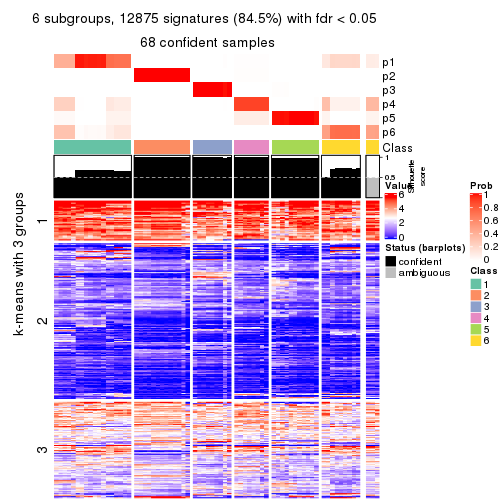 6 subgroups, 12875 signatures (84.5%) with fdr < 0.05
68 confident samples
p1
p2
p3
p4
p5
p6
Class
1
0.5
0
Silhouette
score
k-means with 3 groups
1
2
3
Value
6
4
2
0
Status (barplots)
confident
ambiguous
Prob
1
0.8
0.6
0.4
0.2
0
Class
1
2
3
4
5
6